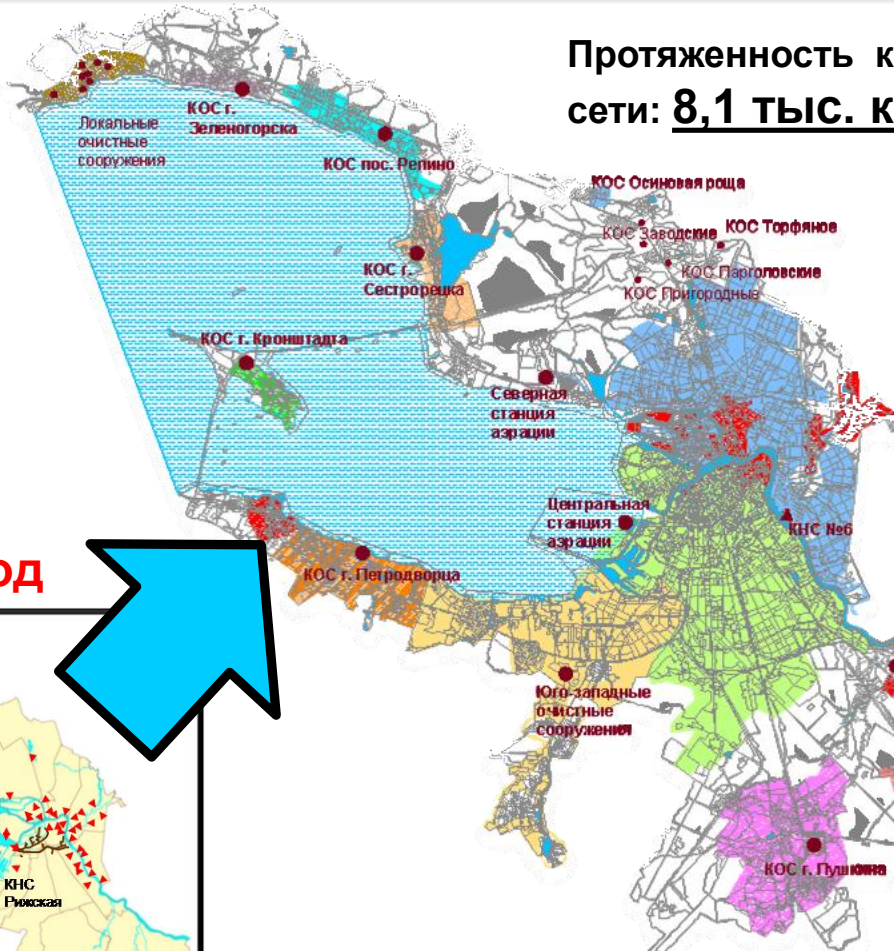 Протяженность к
сети: 8,1 тыс. к
КОС г.
Зеленогорска
Локальные
очистные
сооружения
КОС пос. Репино
КОС Осиновая роща
КОС Заводские
КОС Торфяное
КОС Парголовские
КОС Пригородные
КОС г.
Сестрорецка
КОС г. Кронштадта
Северная
станция
аэрации
Центральная
станция
аэрации
КНС №6
ОД
КОС г. Петродворца
Юго-западные
очистные
сооружения
КОС г. Пушкина
КНС
Рижская